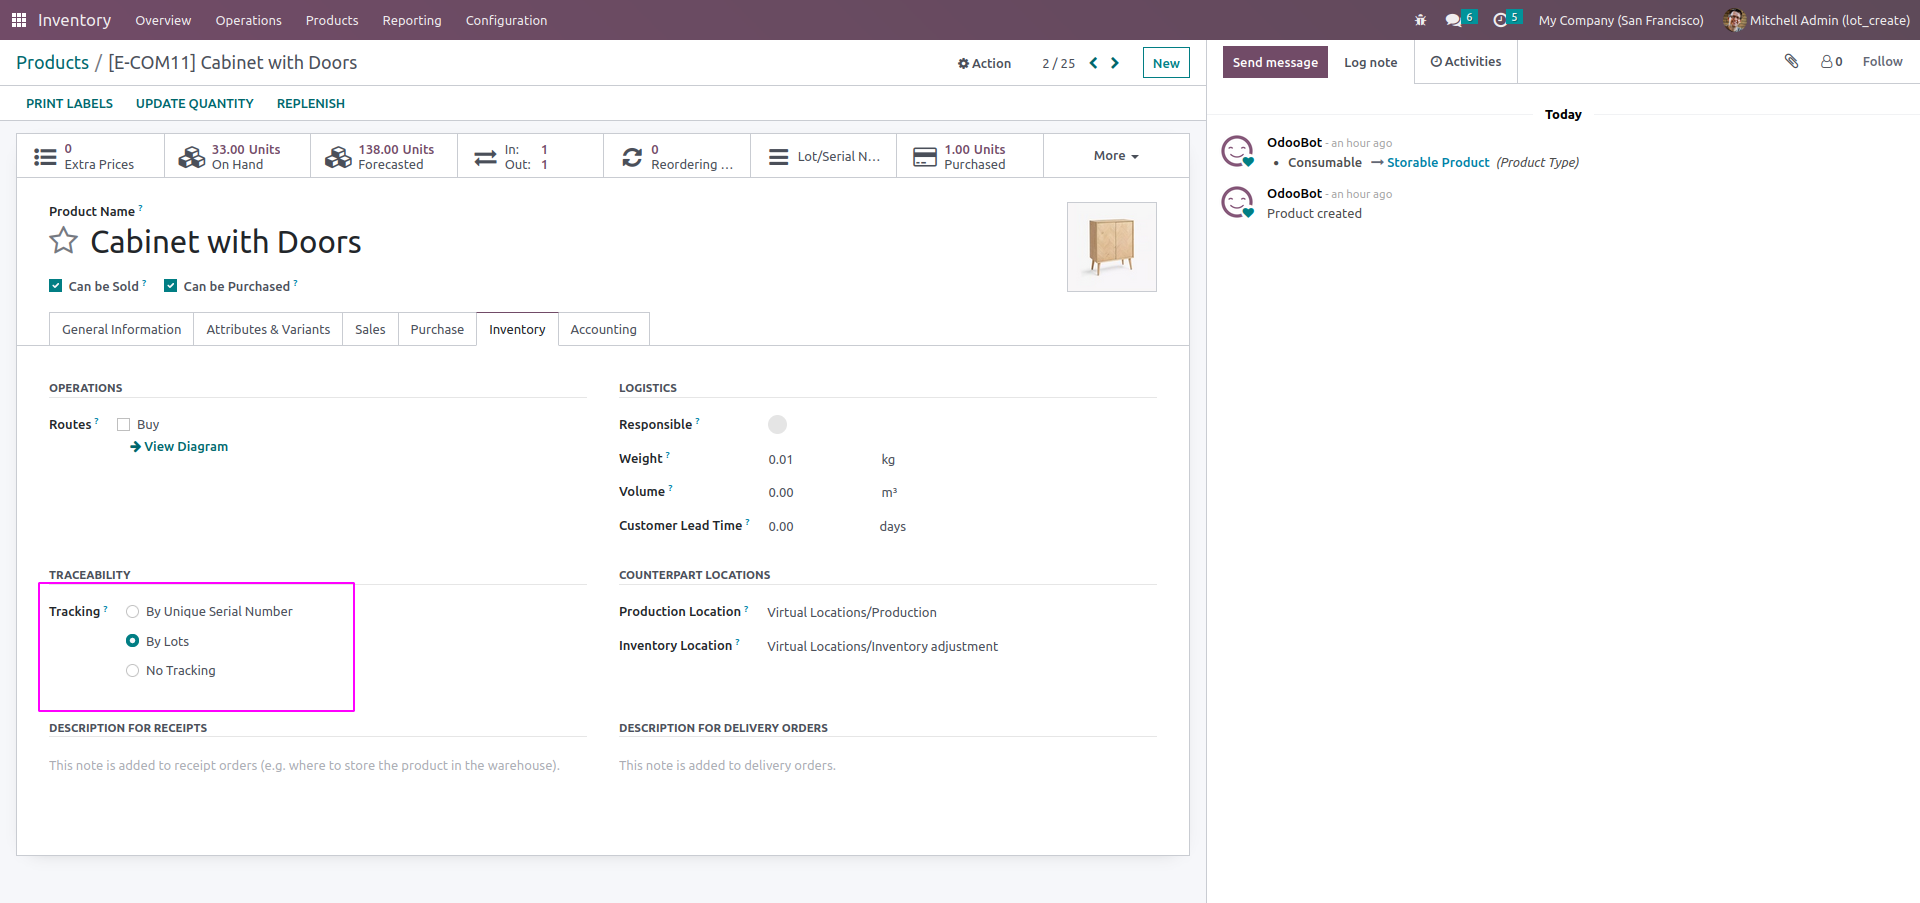 Inventory Overview Operations Products Reporting Configuration 6 5 My Company (San Francisco) Mitchell Admin (lot_create)
Products / [E-COM11] Cabinet with Doors Action 2 / 25 New
Send message Log note Activities 0 Follow
PRINT LABELS UPDATE QUANTITY REPLENISH
0
Extra Prices
33.00 Units
On Hand
138.00 Units
Forecasted
In: 1
Out: 1
0
Reordering ...
Lot/Serial N...
1.00 Units
Purchased
More
Product Name ?
Cabinet with Doors
Can be Sold ? Can be Purchased ?
General Information Attributes & Variants Sales Purchase Inventory Accounting
OPERATIONS
Routes ? Buy
View Diagram
LOGISTICS
Responsible ?
Weight ? 0.01 kg
Volume ? 0.00 m³
Customer Lead Time ? 0.00 days
TRACEABILITY
Tracking ? By Unique Serial Number
By Lots
No Tracking
COUNTERPART LOCATIONS
Production Location ? Virtual Locations/Production
Inventory Location ? Virtual Locations/Inventory adjustment
DESCRIPTION FOR RECEIPTS
This note is added to receipt orders (e.g. where to store the product in the warehouse).
DESCRIPTION FOR DELIVERY ORDERS
This note is added to delivery orders.
Today
OdooBot - an hour ago
• Consumable → Storable Product (Product Type)
OdooBot - an hour ago
Product created